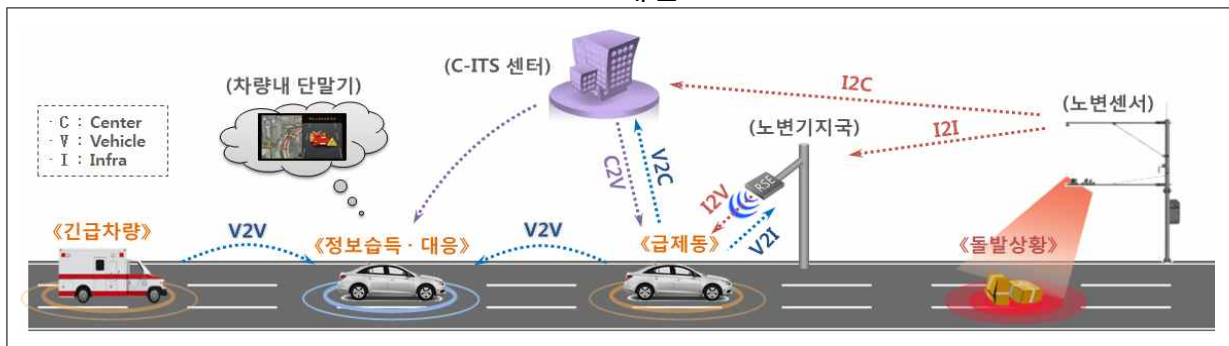 (C-ITS 센터)
(차량내 단말기)
I2C
(노변센서)
· C : Center
· V : Vehicle
· I : Infra
(노변기지국)
I2I
C2V
V2C
RSE
I2V
V2I
《긴급차량》
V2V
《정보습득·대응》
V2V
《급제동》
《돌발상황》